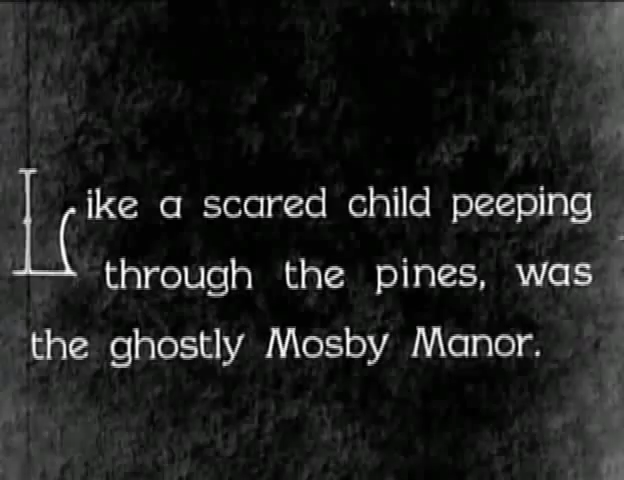 Like a scared child peeping
through the pines, was
the ghostly Mosby Manor.